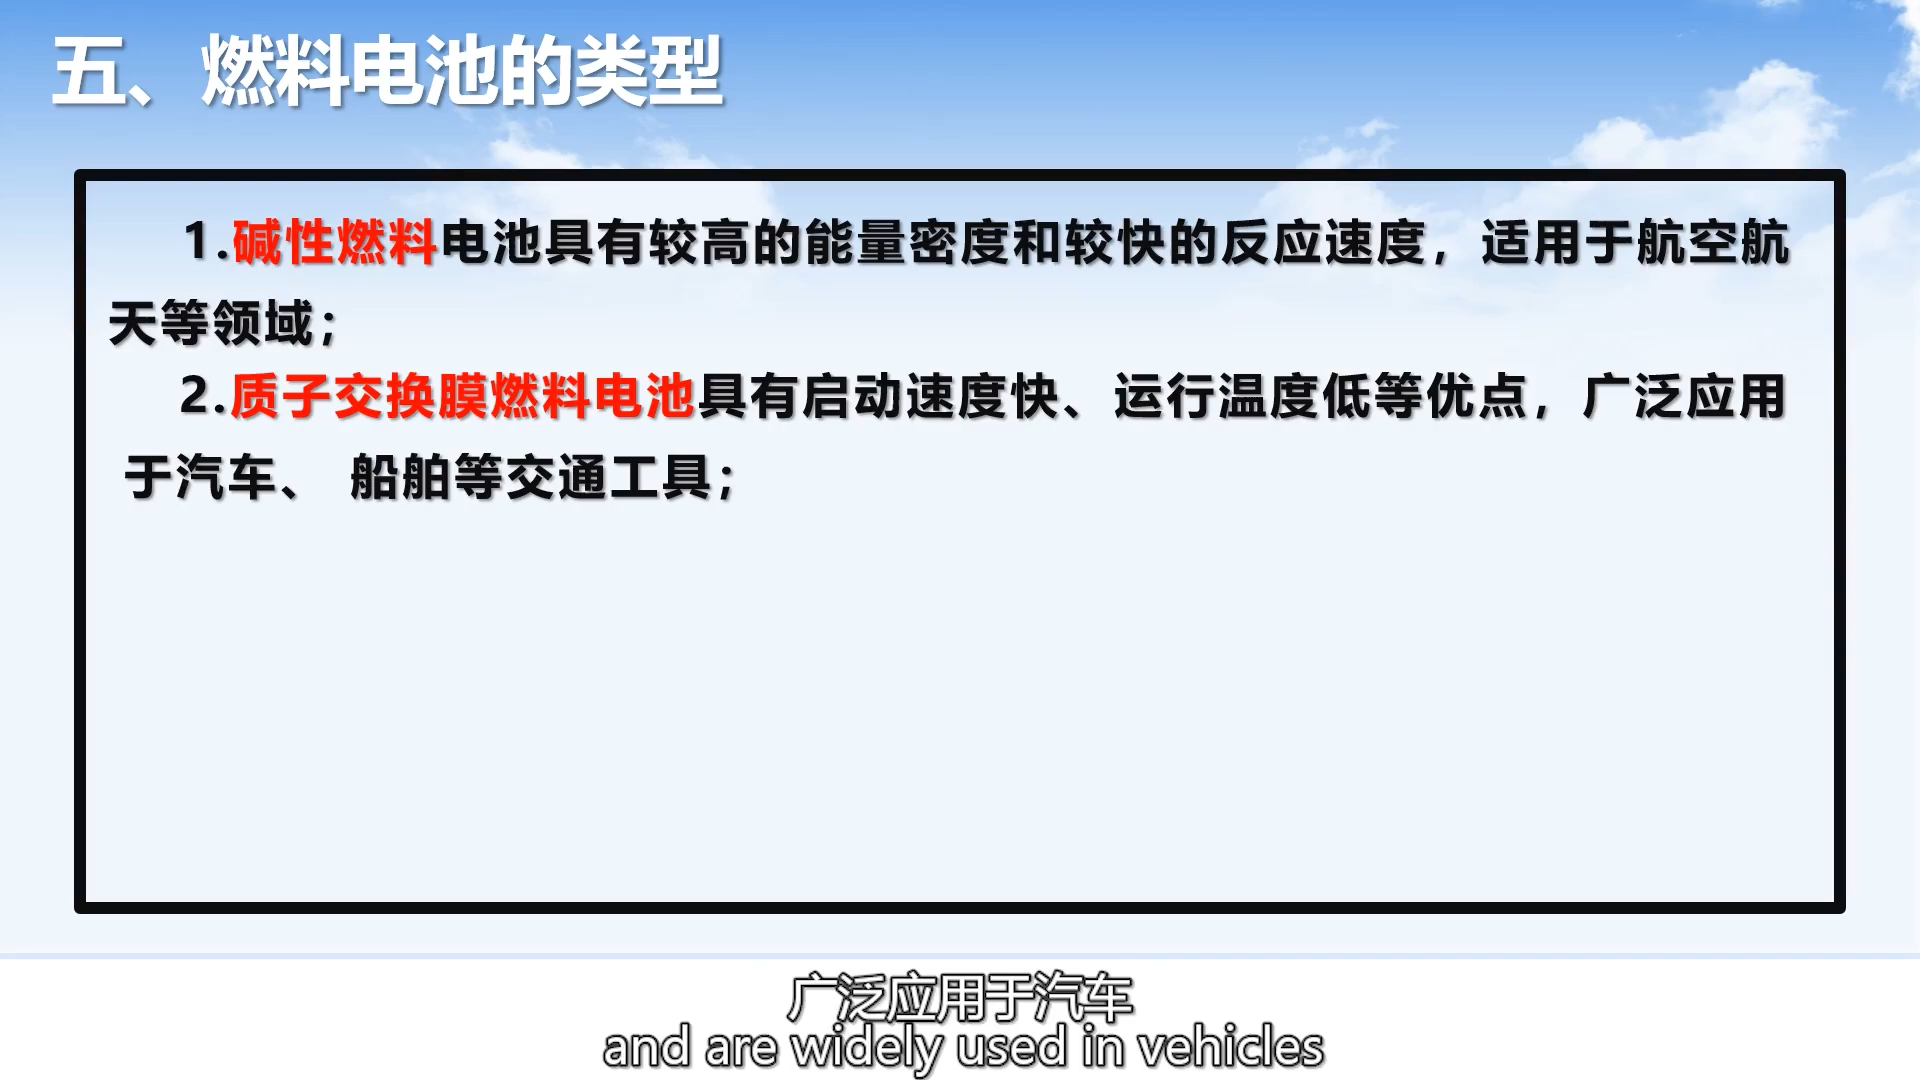 五、燃料电池的类型
1.碱性燃料电池具有较高的能量密度和较快的反应速度，适用于航空航
天等领域；
2.质子交换膜燃料电池具有启动速度快、运行温度低等优点，广泛应用
于汽车、 船舶等交通工具；
广泛应用于汽车
and are widely used in vehicles